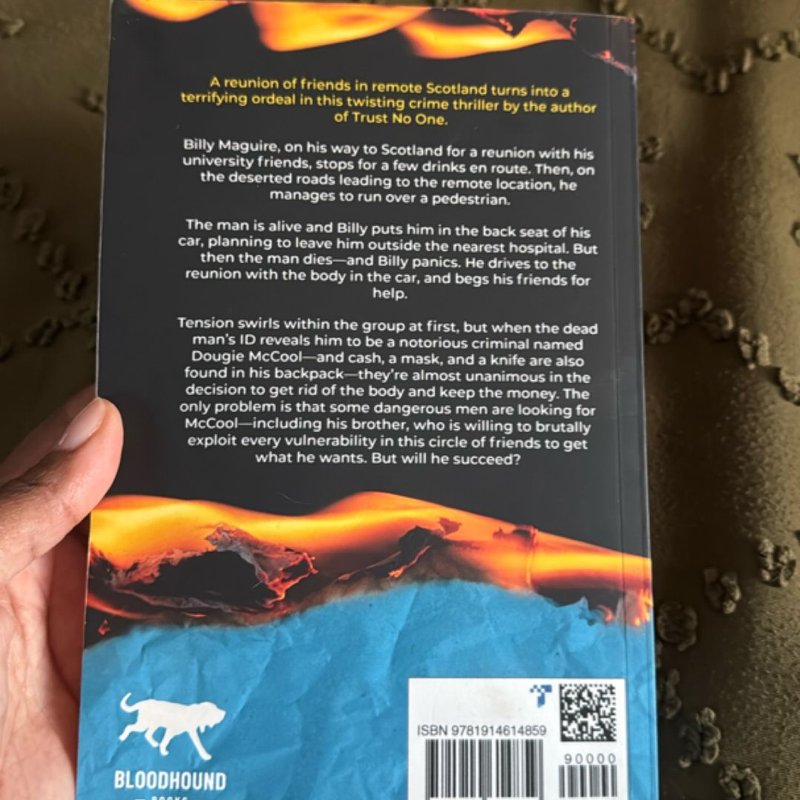 A reunion of friends in remote Scotland turns into a
terrifying ordeal in this twisting crime thriller by the author
of Trust No One.
Billy Maguire, on his way to Scotland for a reunion with his
university friends, stops for a few drinks en route. Then, on
the deserted roads leading to the remote location, he
manages to run over a pedestrian.
The man is alive and Billy puts him in the back seat of his
car, planning to leave him outside the nearest hospital. But
then the man dies—and Billy panics. He drives to the
reunion with the body in the car, and begs his friends for
help.
Tension swirls within the group at first, but when the dead
man's ID reveals him to be a notorious criminal named
Dougie McCool—and cash, a mask, and a knife are also
found in his backpack—they're almost unanimous in the
decision to get rid of the body and keep the money. The
only problem is that some dangerous men are looking for
McCool—including his brother, who is willing to brutally
exploit every vulnerability in this circle of friends to get
what he wants. But will he succeed?
ISBN 9781914614859
90000
BLOODHOUND
BOOKS